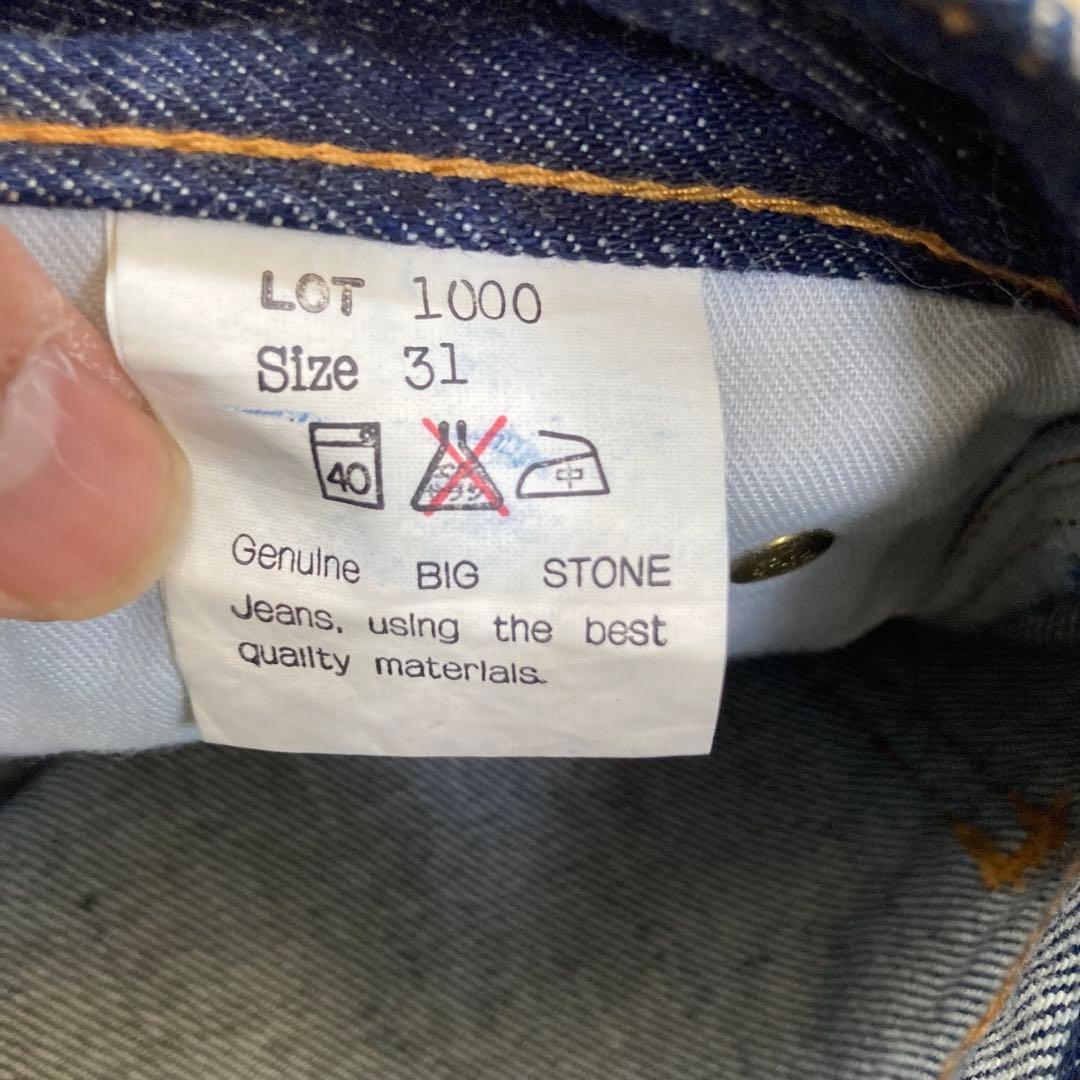 LOT 1000
Size 31
40 中
Genuine BIG STONE
Jeans, using the best
quality materials.